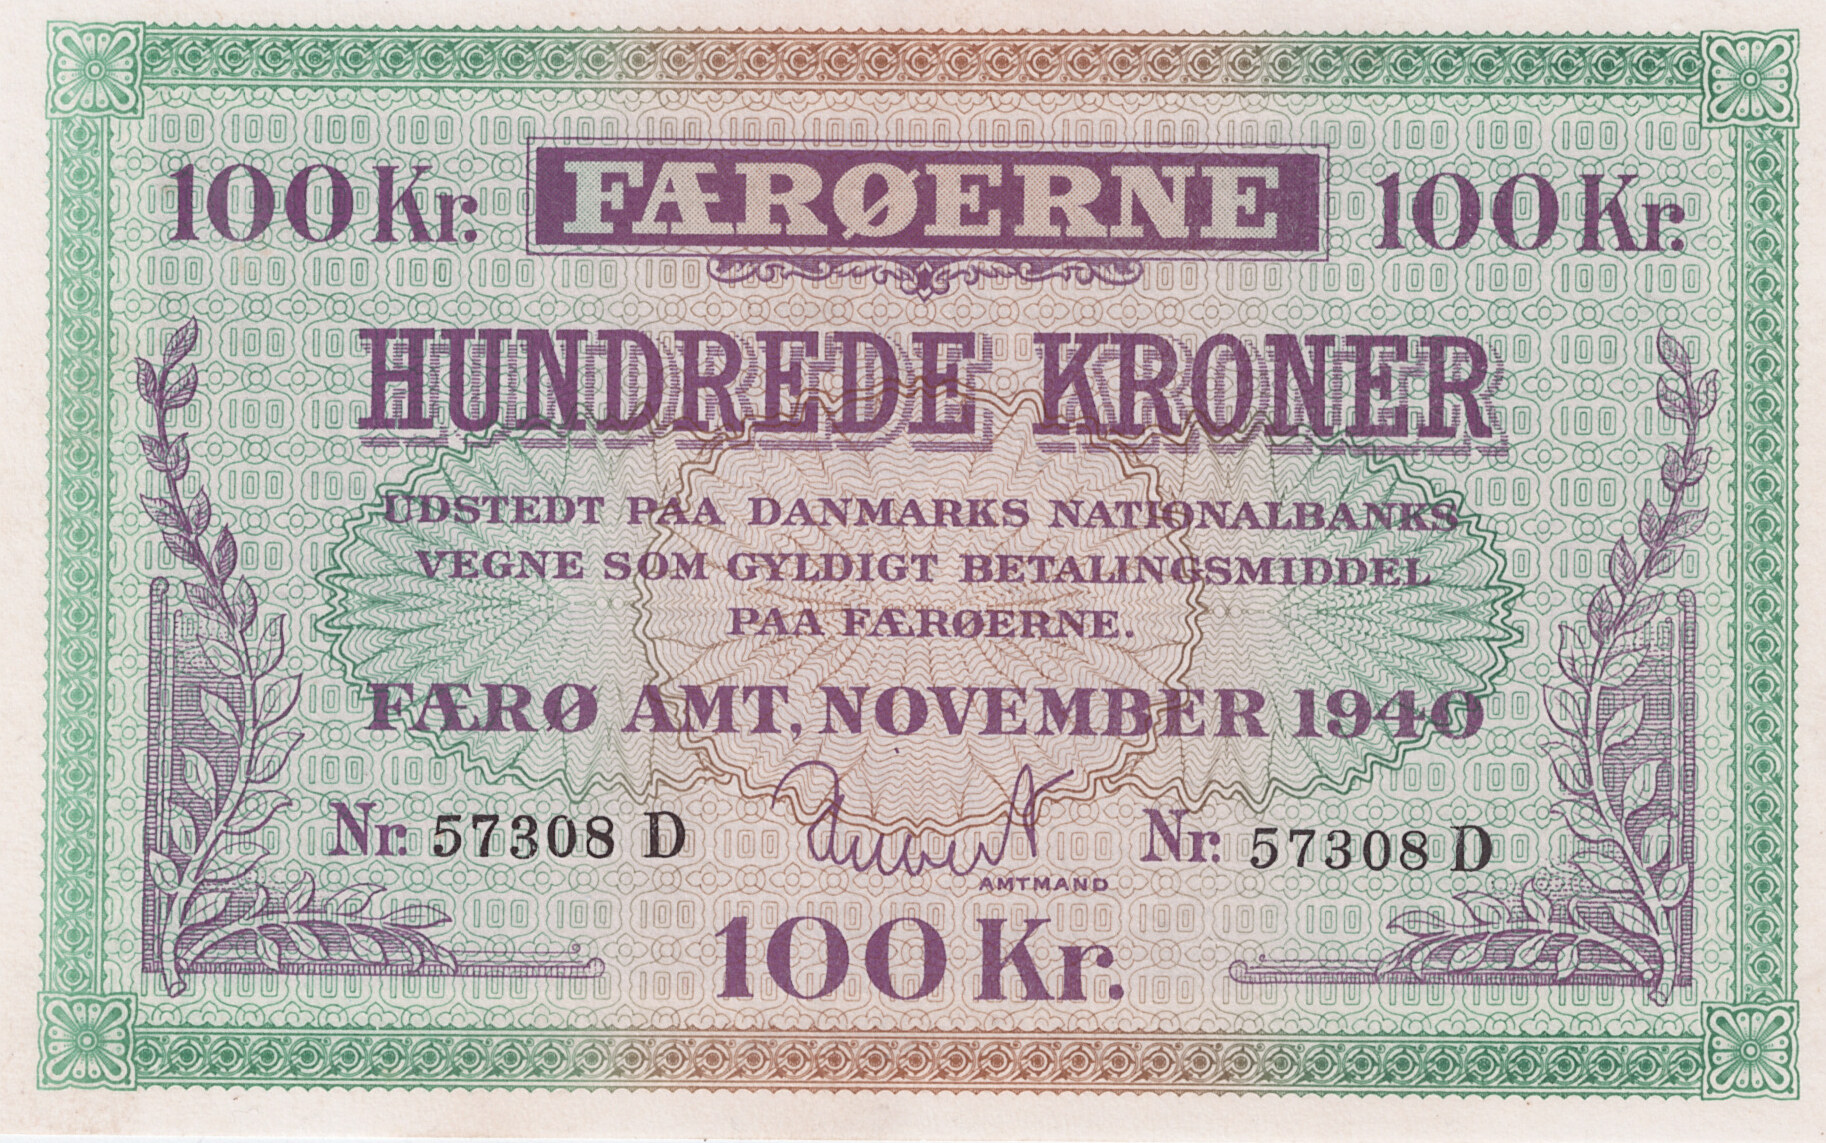 100 Kr. FÆRØERNE 100 Kr.
HUNDREDE KRONER
UDSTEDT PAA DANMARKS NATIONALBANKS
VEGNE SOM GYLDIGT BETALINGSMIDDEL
PAA FÆRØERNE.
FÆRØ AMT, NOVEMBER 1940
Nr. 57308 D Nr. 57308 D
AMTMAND
100 Kr.